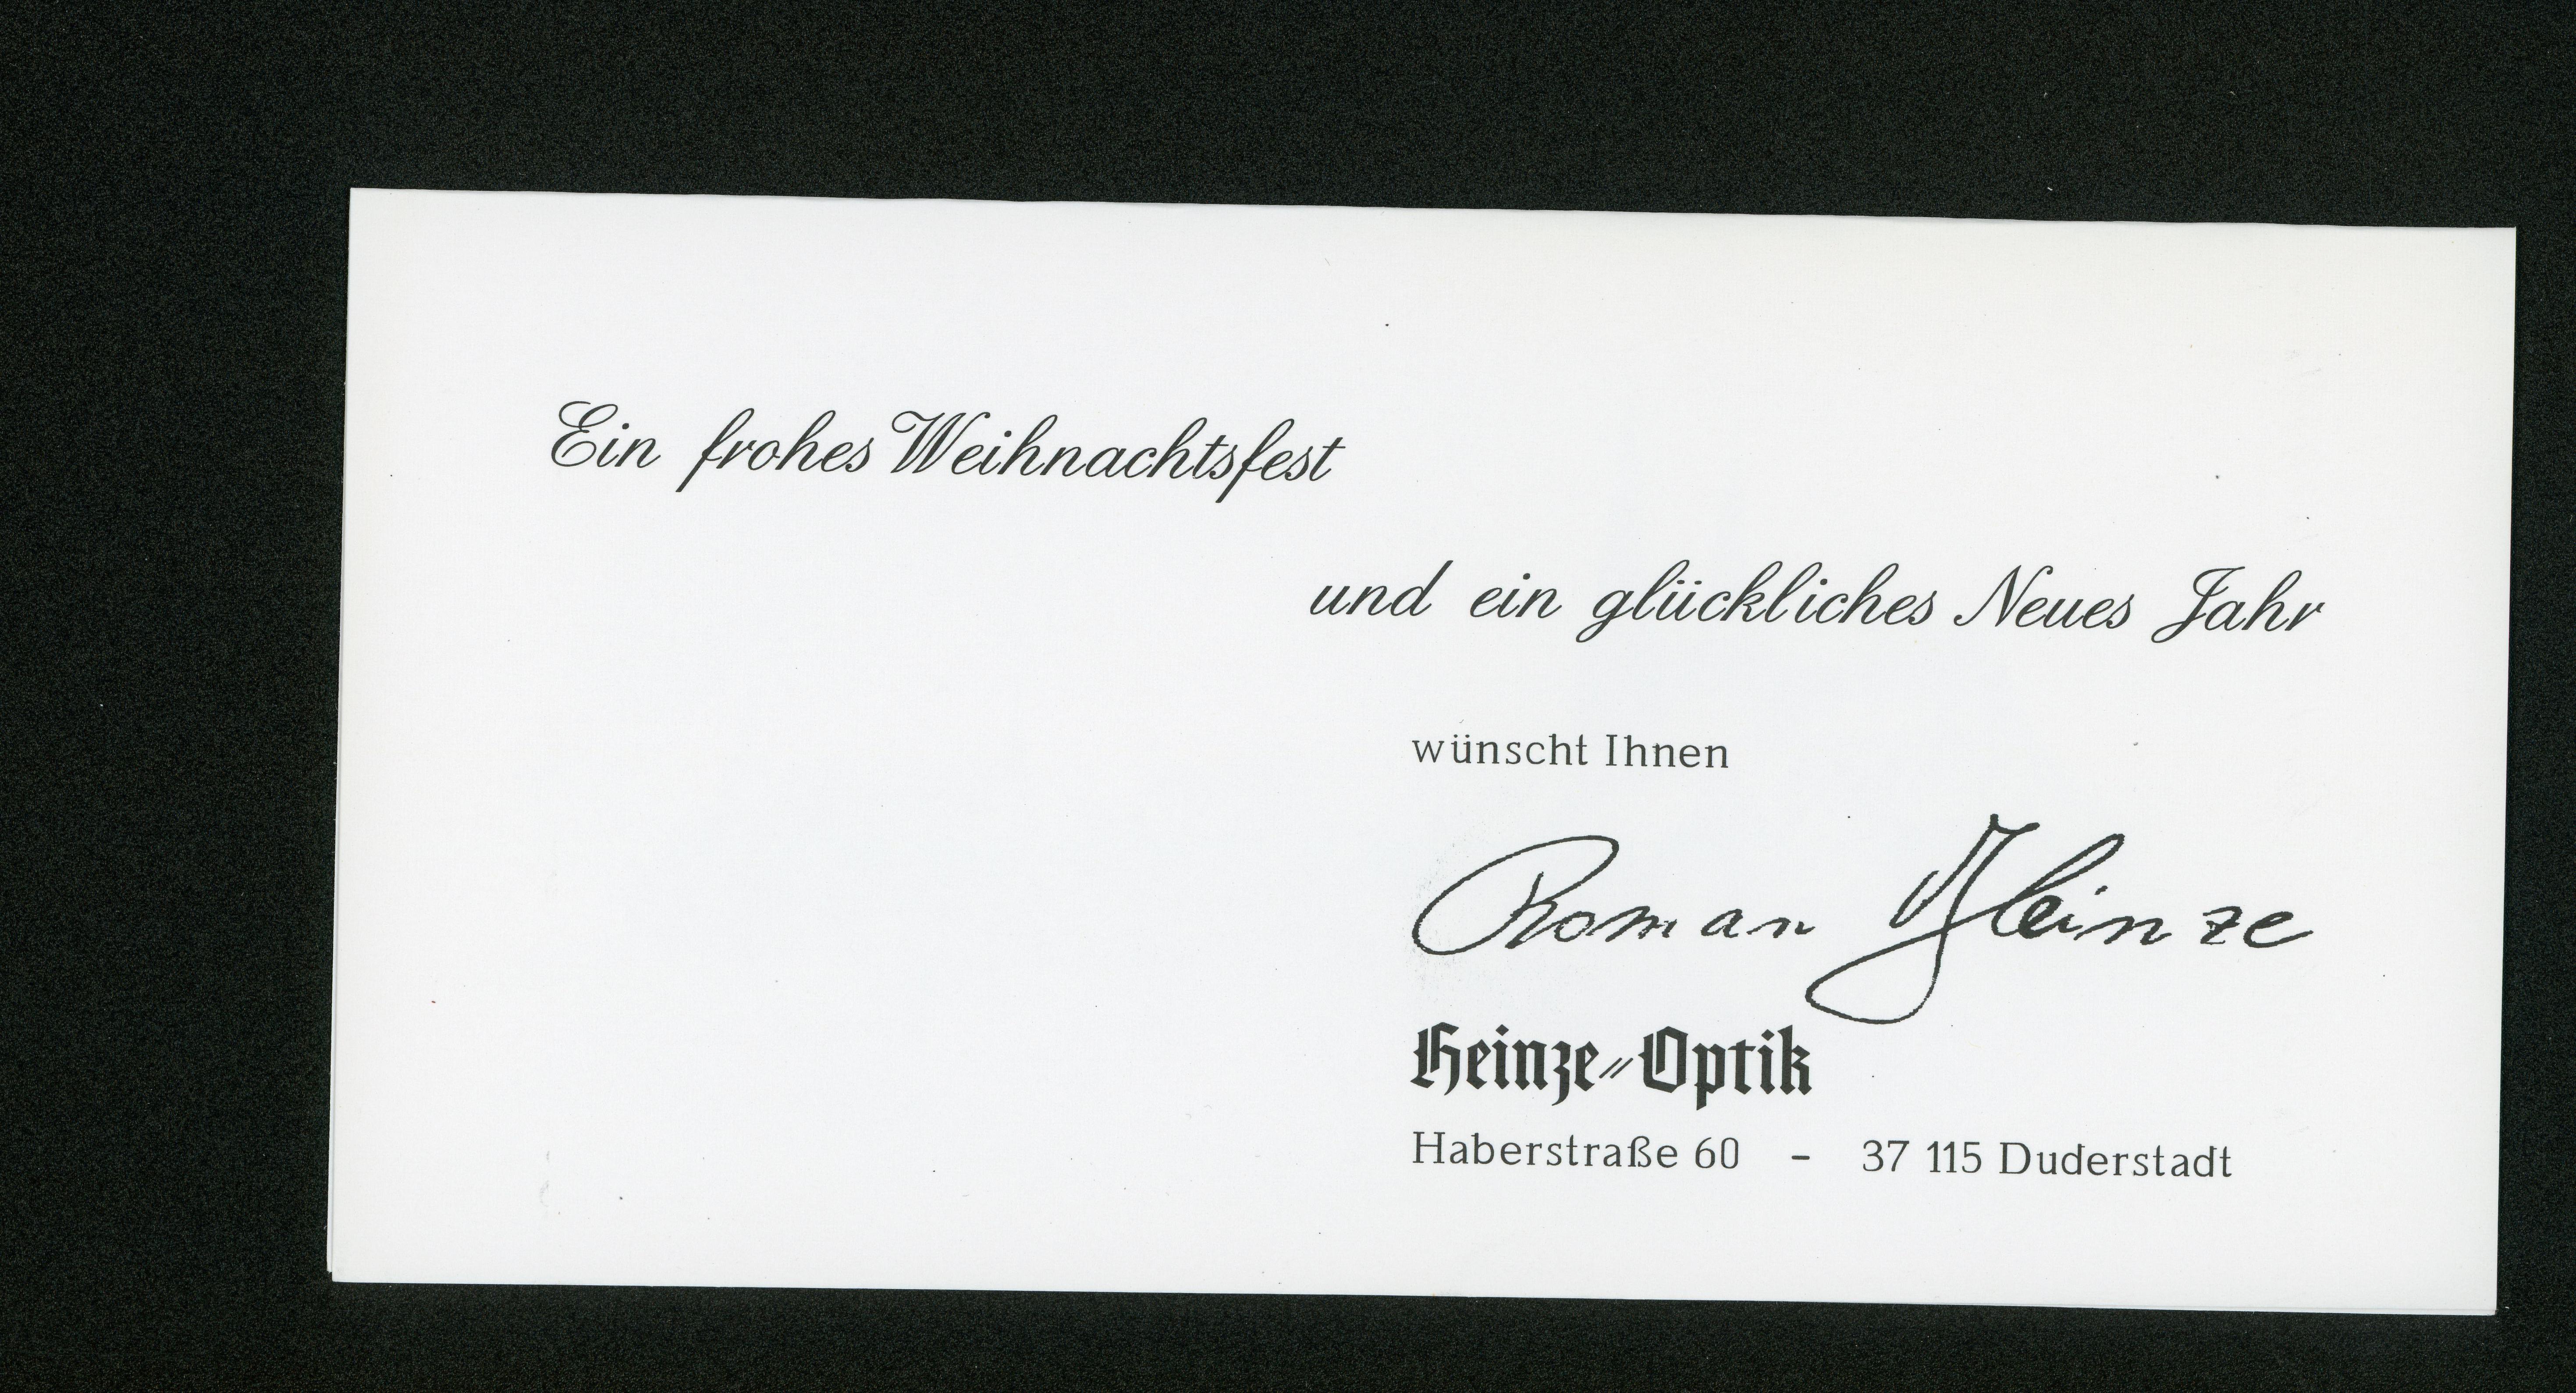 Ein frohes Weihnachtsfest
und ein glückliches Neues Jahr
wünscht Ihnen
Roman Heinze
Heinze-Optik
Haberstraße 60 - 37 115 Duderstadt